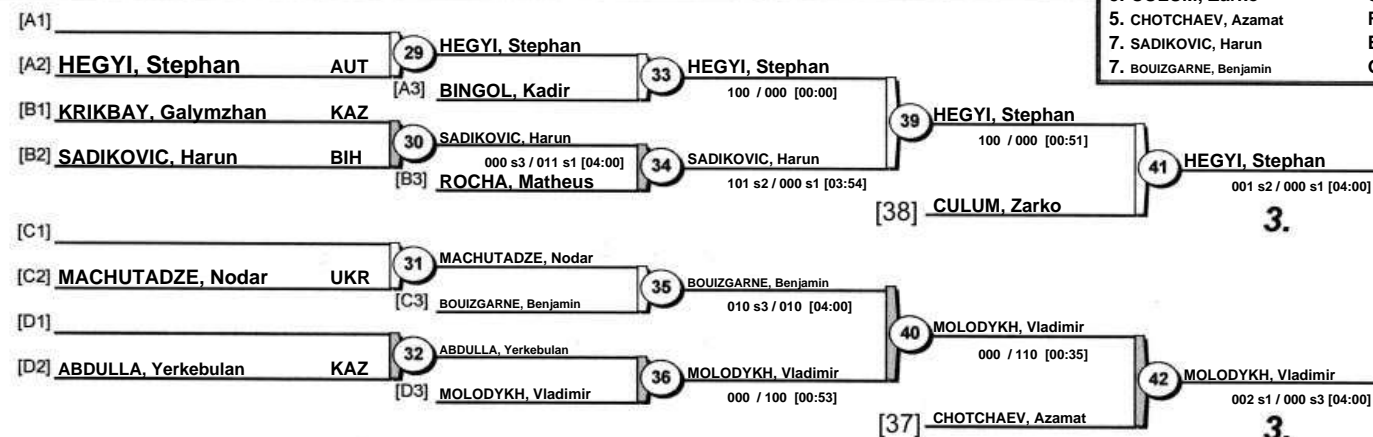 5. CHOTCHAEV, Azamat
7. SADIKOVIC, Harun
7. BOUIZGARNE, Benjamin
[A1]
[A2] HEGYI, Stephan AUT
29
HEGYI, Stephan
[A3] BINGOL, Kadir
33
HEGYI, Stephan
100 / 000 [00:00]
[B1] KRIKBAY, Galymzhan KAZ
[B2] SADIKOVIC, Harun BIH
30
SADIKOVIC, Harun
000 s3 / 011 s1 [04:00]
[B3] ROCHA, Matheus
34
SADIKOVIC, Harun
101 s2 / 000 s1 [03:54]
39
HEGYI, Stephan
100 / 000 [00:51]
[38] CULUM, Zarko
41
HEGYI, Stephan
001 s2 / 000 s1 [04:00]
3.
[C1]
[C2] MACHUTADZE, Nodar UKR
31
MACHUTADZE, Nodar
[C3] BOUIZGARNE, Benjamin
35
BOUIZGARNE, Benjamin
010 s3 / 010 [04:00]
[D1]
[D2] ABDULLA, Yerkebulan KAZ
32
ABDULLA, Yerkebulan
[D3] MOLODYKH, Vladimir
36
MOLODYKH, Vladimir
000 / 100 [00:53]
40
MOLODYKH, Vladimir
000 / 110 [00:35]
[37] CHOTCHAEV, Azamat
42
MOLODYKH, Vladimir
002 s1 / 000 s3 [04:00]
3.